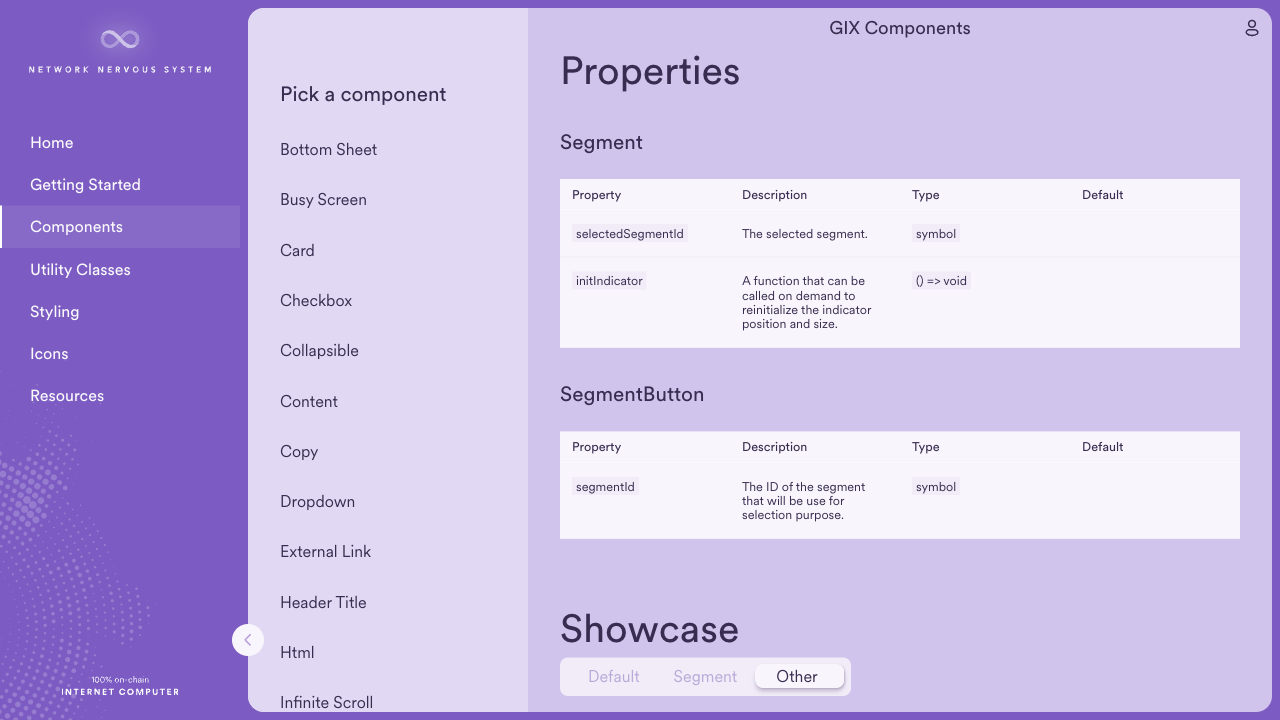 NETWORK NERVOUS SYSTEM
Home
Getting Started
Components
Utility Classes
Styling
Icons
Resources
100% on-chain
INTERNET COMPUTER
Pick a component
Bottom Sheet
Busy Screen
Card
Checkbox
Collapsible
Content
Copy
Dropdown
External Link
Header Title
Html
Infinite Scroll
GIX Components
Properties
Segment
Property Description Type Default
selectedSegmentId The selected segment. symbol
initIndicator A function that can be () => void
called on demand to
reinitialize the indicator
position and size.
SegmentButton
Property Description Type Default
segmentId The ID of the segment symbol
that will be use for
selection purpose.
Showcase
Default Segment Other